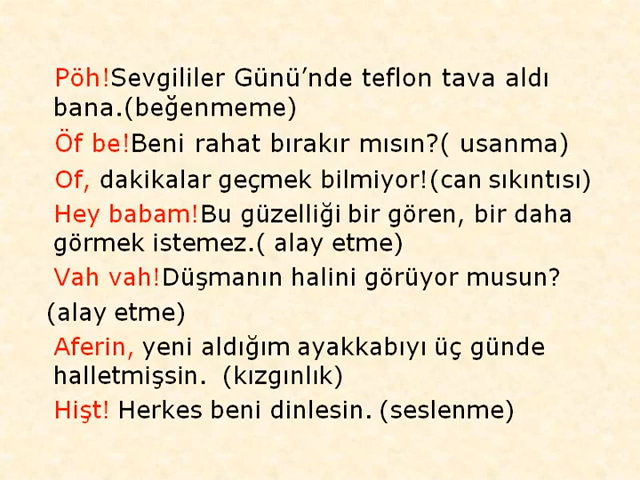 Pöh!Sevgililer Günü’nde teflon tava aldı
bana.(beğenmeme)
Öf be!Beni rahat bırakır mısın?( usanma)
Of, dakikalar geçmek bilmiyor!(can sıkıntısı)
Hey babam!Bu güzelliği bir gören, bir daha
görmek istemez.( alay etme)
Vah vah!Düşmanın halini görüyor musun?
(alay etme)
Aferin, yeni aldığım ayakkabıyı üç günde
halletmişsin.  (kızgınlık)
Hişt! Herkes beni dinlesin. (seslenme)